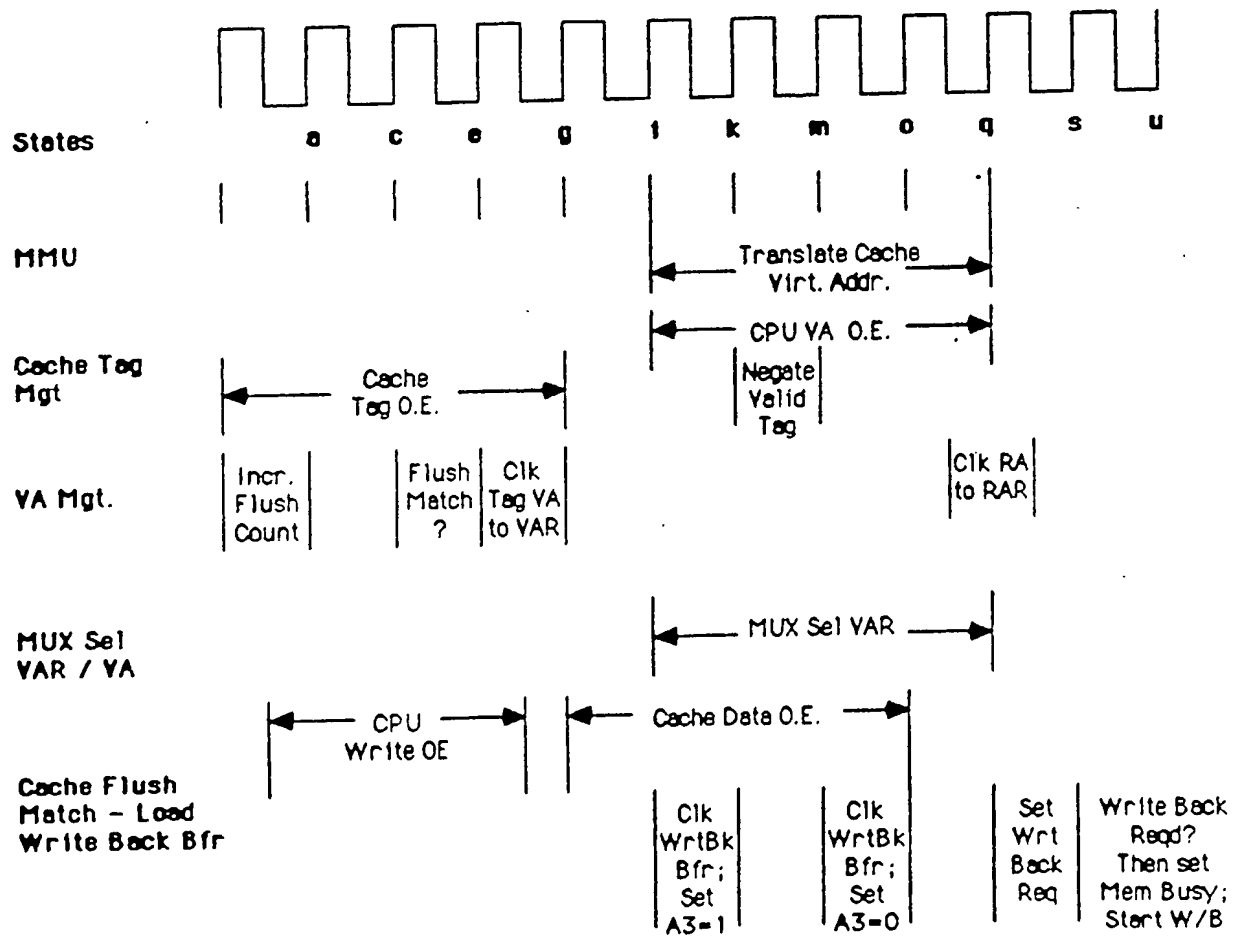 States
a c e g i k m o q s u
MMU
Translate Cache
Virt. Addr.
CPU VA O.E.
Cache Tag
Mgt
Cache
Tag O.E.
Negate
Valid
Tag
VA Mgt.
Incr.
Flush
Count
Flush
Match
?
Clk
Tag VA
to VAR
Clk RA
to RAR
MUX Sel
VAR / VA
MUX Sel VAR
CPU
Write OE
Cache Data O.E.
Cache Flush
Match - Load
Write Back Bfr
Clk
WrtBk
Bfr;
Set
A3=1
Clk
WrtBk
Bfr;
Set
A3=0
Set
Wrt
Back
Req
Write Back
Reqd?
Then set
Mem Busy;
Start W/B